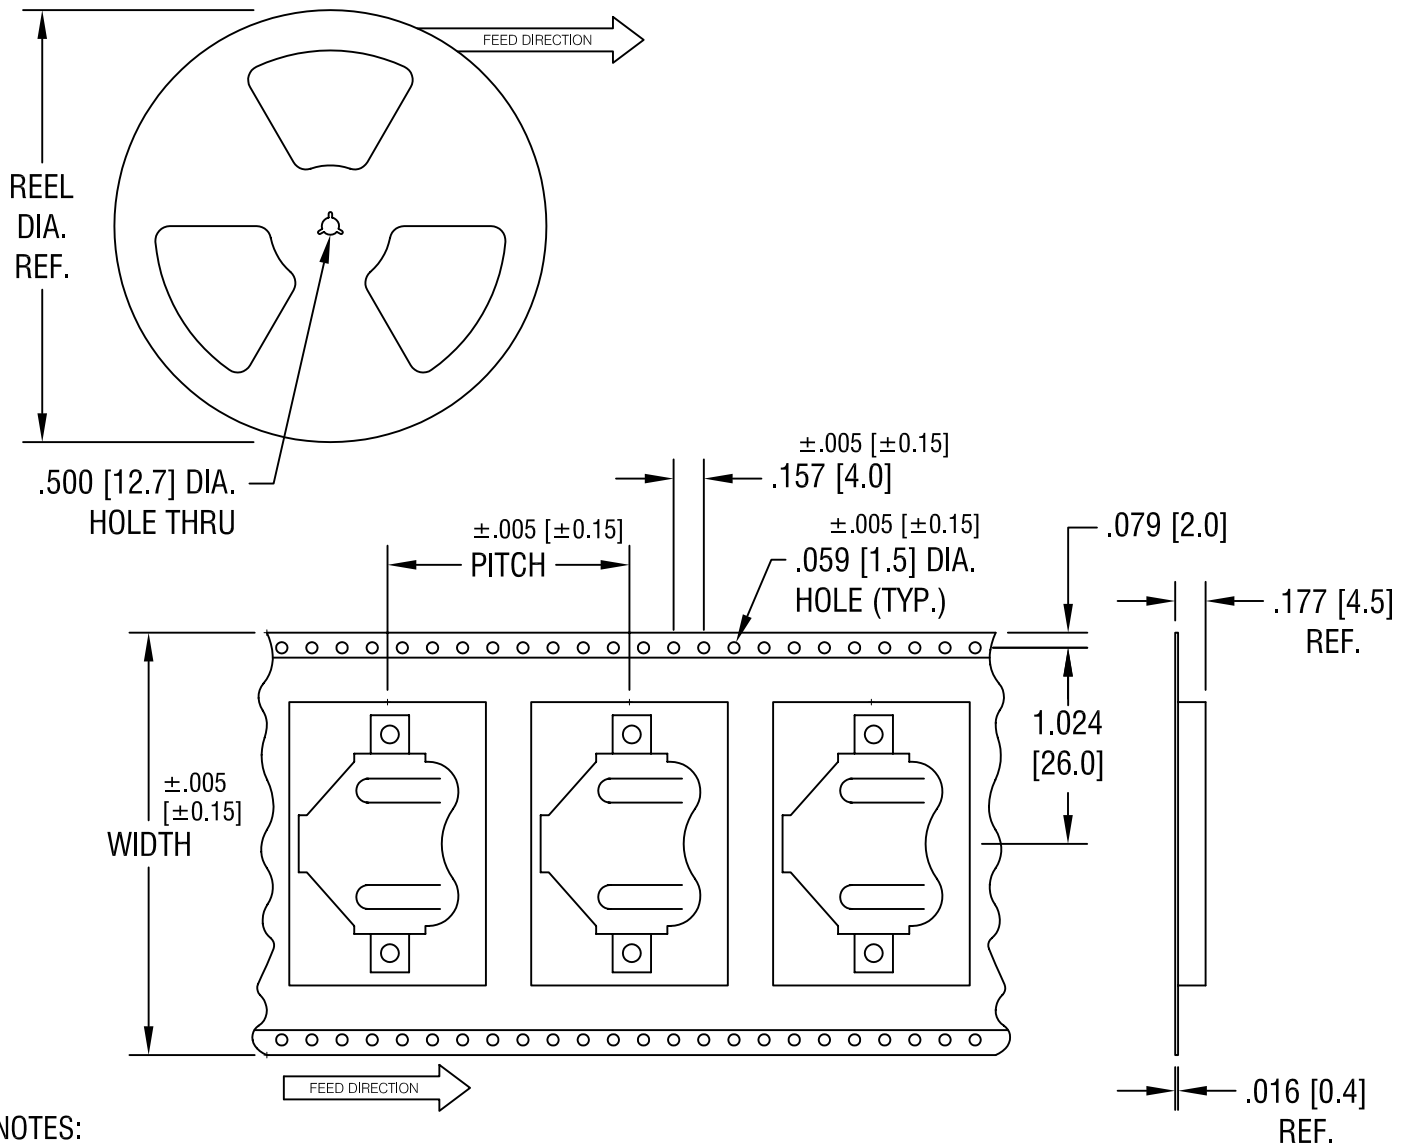 FEED DIRECTION
REEL
DIA.
REF.
.500 [12.7] DIA.
HOLE THRU
±.005 [±0.15]
.157 [4.0]
±.005 [±0.15]
PITCH
±.005 [±0.15]
.059 [1.5] DIA.
HOLE (TYP.)
.079 [2.0]
.177 [4.5]
REF.
1.024
[26.0]
±.005
[±0.15]
WIDTH
FEED DIRECTION
.016 [0.4]
REF.
NOTES: